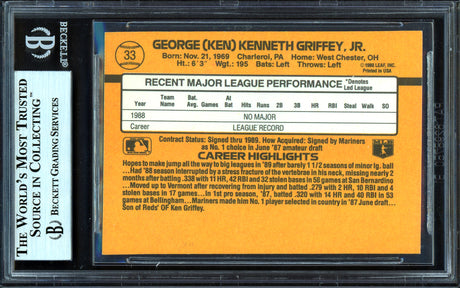 BECKETT
THE WORLD'S MOST TRUSTED
SOURCE IN COLLECTING™
BECKETT GRADING SERVICES
33
GEORGE (KEN) KENNETH GRIFFEY, JR.
Born: Nov. 21, 1969 Charleroi, PA Home: West Chester, OH
Ht.: 6'3" Wgt.: 195 Bats: Left Throws: Left
© 1988 LEAF, INC.
Printed in USA
RECENT MAJOR LEAGUE PERFORMANCE *Denotes Led League
Year Team Bat. Avg. Games At Bat Hits Runs 2B 3B HR RBI Steal Walks SO
1988 NO MAJOR
Career LEAGUE RECORD
Contract Status: Signed thru 1989. How Acquired: Signed by Mariners
as No. 1 choice in June '87 amateur draft
CAREER HIGHLIGHTS
Hopes to make jump all the way to big leagues in '89 after barely 1 1/2 seasons of minor lg. ball
...Had '88 season interrupted by a stress fracture of the vertebrae in his neck, missing nearly 2
months after batting .338 with 11 HR, 42 RBI and 32 stolen bases in 58 games at San Bernardino
...Moved up to Vermont after recovering from injury and batted .279 with 2 HR, 10 RBI and 4
stolen bases in 17 games... In 1st pro season, '87, batted .320 with 14 HR and 40 RBI in 53
games at Bellingham...Mariners made him No. 1 player selected in country in '87 June draft...
Son of Reds' OF Ken Griffey.